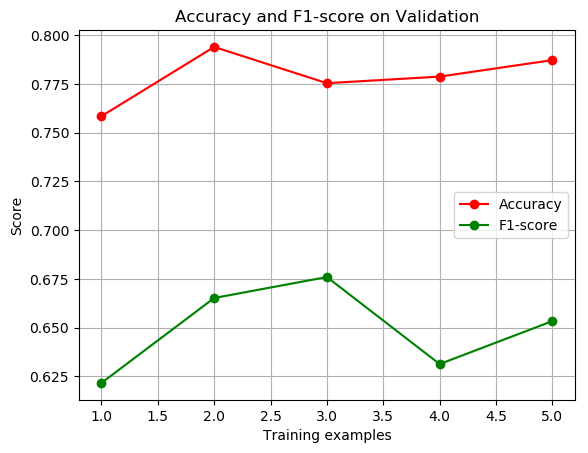 Accuracy and F1-score on Validation
0.800
0.775
0.750
0.725
0.700
0.675
0.650
0.625
Score
Accuracy
F1-score
1.0 1.5 2.0 2.5 3.0 3.5 4.0 4.5 5.0
Training examples